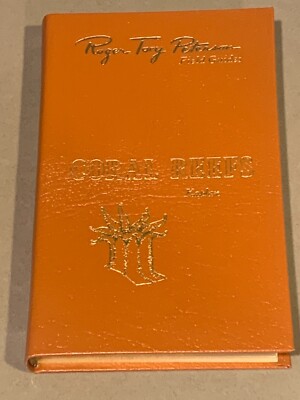 Roger Tory Peterson
Field Guides
CORAL REEFS
Kaplan